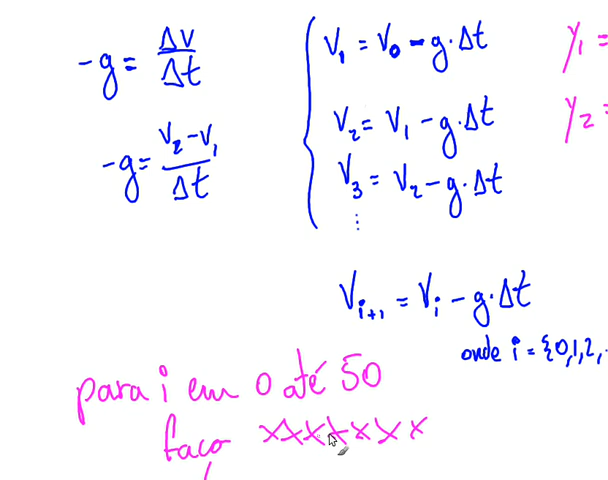 -g = Δv/Δt
-g = (v₂ - v₁)/Δt
v₁ = v₀ - g·Δt
v₂ = v₁ - g·Δt
v₃ = v₂ - g·Δt
⋮
vᵢ₊₁ = vᵢ - g·Δt
onde i = {0,1,2,
y₁ =
y₂ =
para i em 0 até 50
faço xxxxxxx